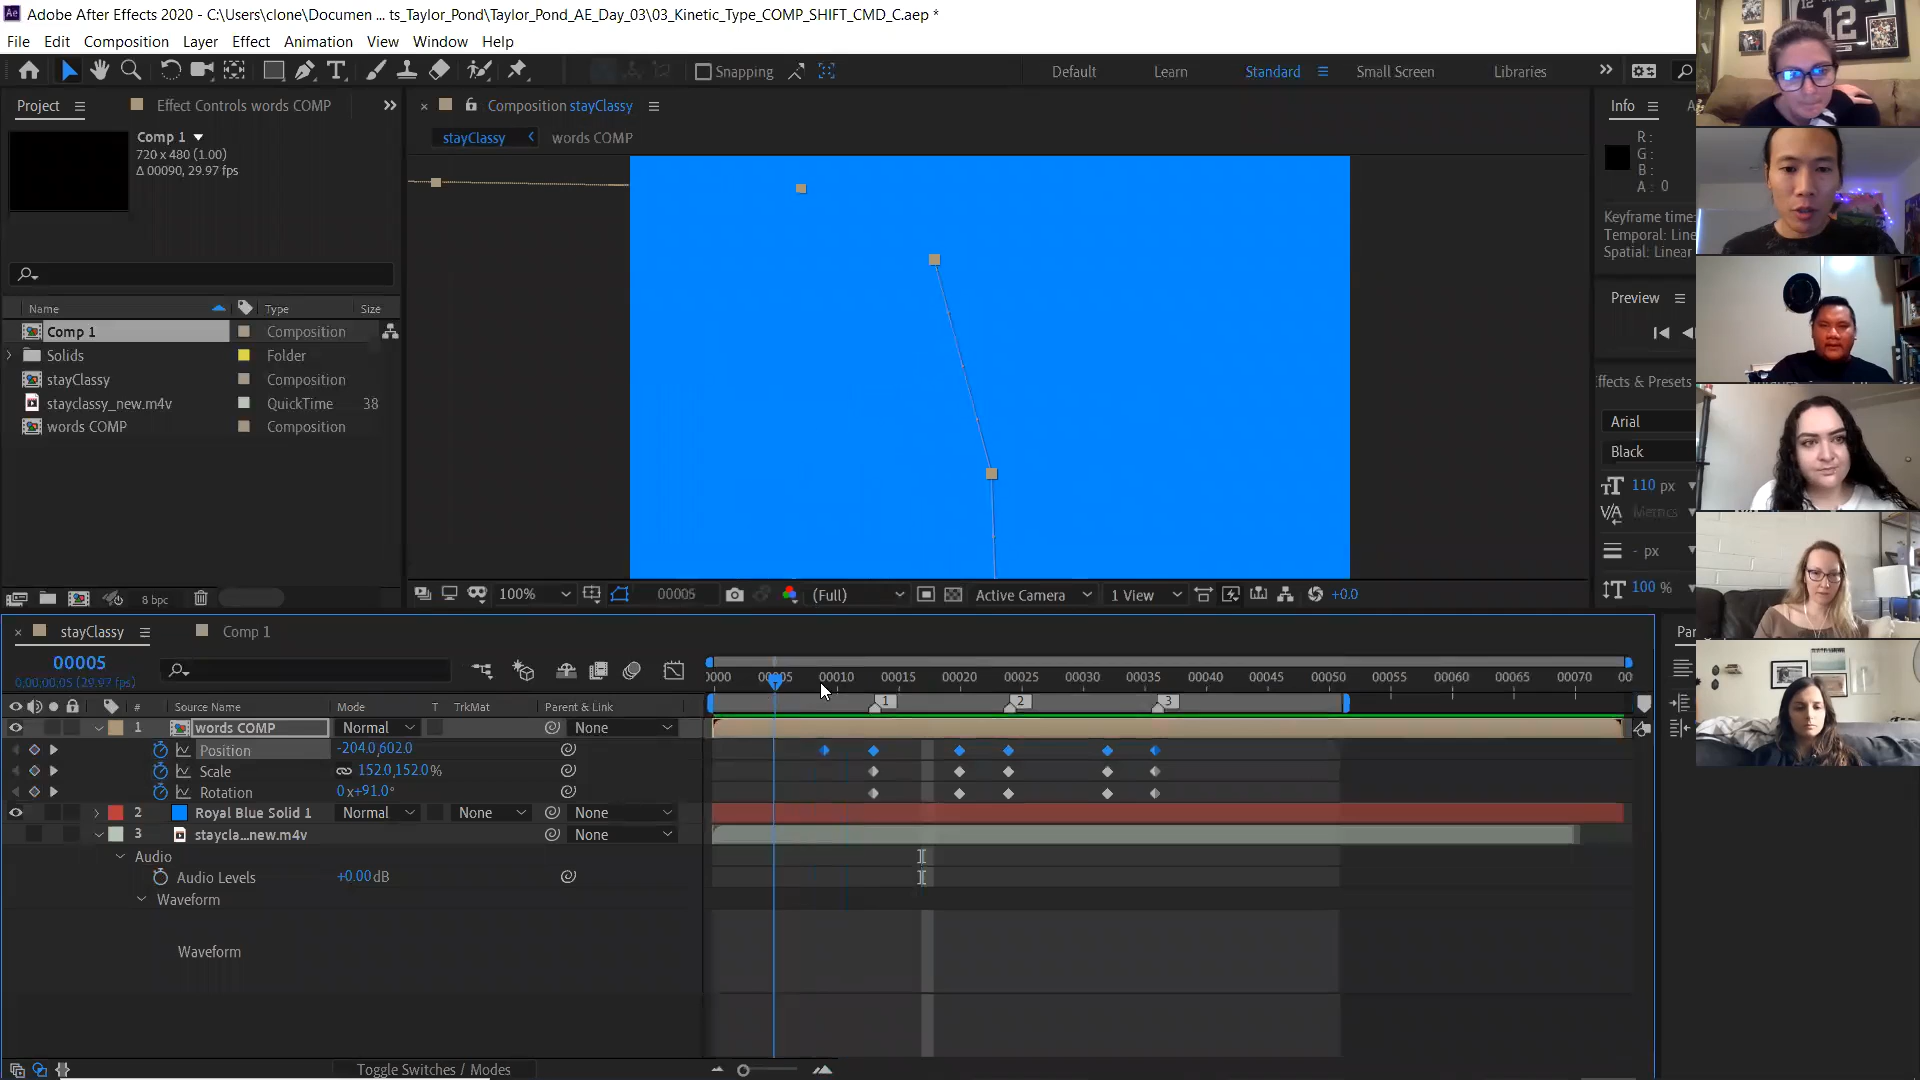 Adobe After Effects 2020 - C:\Users\clone\Documen ... ts_Taylor_Pond\Taylor_Pond_AE_Day_03\03_Kinetic_Type_COMP_SHIFT_CMD_C.aep *
File Edit Composition Layer Effect Animation View Window Help
Snapping Default Learn Standard Small Screen Libraries
Project Effect Controls words COMP
Composition stayClassy
Info
stayClassy words COMP
Comp 1
720 x 480 (1.00)
Δ 00090, 29.97 fps
R :
G :
B :
A : 0
Keyframe time:
Temporal: Line
Spatial: Linear
Preview
Name Type Size
Comp 1 Composition
Solids Folder
stayClassy Composition
stayclassy_new.m4v QuickTime 38
words COMP Composition
Effects & Presets
Arial
Black
110 px
Metrics
- px
100 %
8 bpc
100% 00005 (Full) Active Camera 1 View +0.0
stayClassy Comp 1
Par
00005
0:00:00:05 (29.97 fps)
0000 00005 00010 00015 00020 00025 00030 00035 00040 00045 00050 00055 00060 00065 00070
# Source Name Mode T TrkMat Parent & Link
1 2 3
1 words COMP Normal None
Position -204.0,602.0
Scale 152.0,152.0%
Rotation 0x+91.0°
2 Royal Blue Solid 1 Normal None None
3 staycla...new.m4v None
Audio
Audio Levels +0.00dB
Waveform
Waveform
Toggle Switches / Modes
12